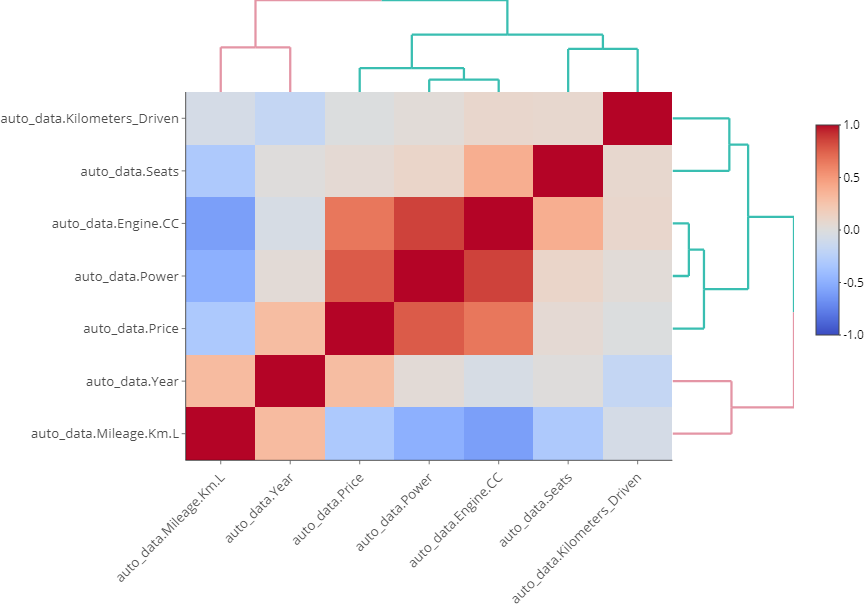 auto_data.Kilometers_Driven
auto_data.Seats
auto_data.Engine.CC
auto_data.Power
auto_data.Price
auto_data.Year
auto_data.Mileage.Km.L
auto_data.Mileage.Km.L
auto_data.Year
auto_data.Price
auto_data.Power
auto_data.Engine.CC
auto_data.Seats
auto_data.Kilometers_Driven
1.0
0.5
0.0
-0.5
-1.0